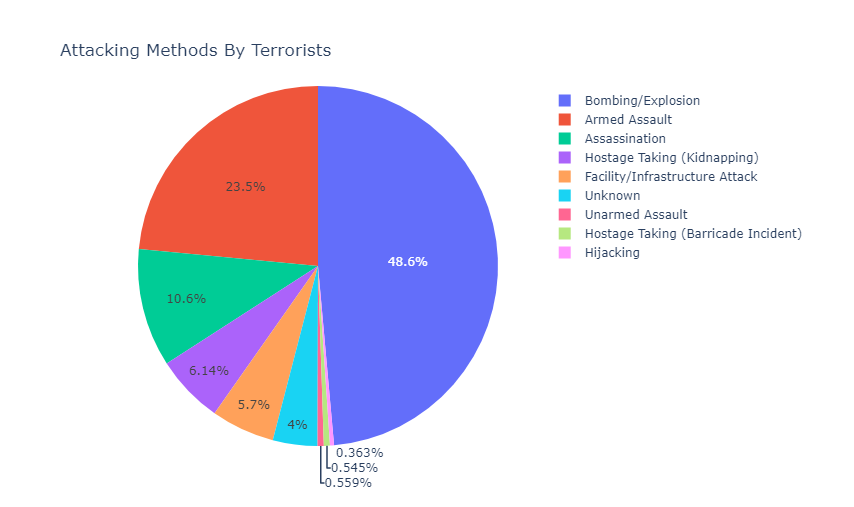 Attacking Methods By Terrorists
Bombing/Explosion
Armed Assault
Assassination
Hostage Taking (Kidnapping)
Facility/Infrastructure Attack
Unknown
Unarmed Assault
Hostage Taking (Barricade Incident)
Hijacking
23.5%
48.6%
10.6%
6.14%
5.7%
4%
0.363%
0.545%
0.559%